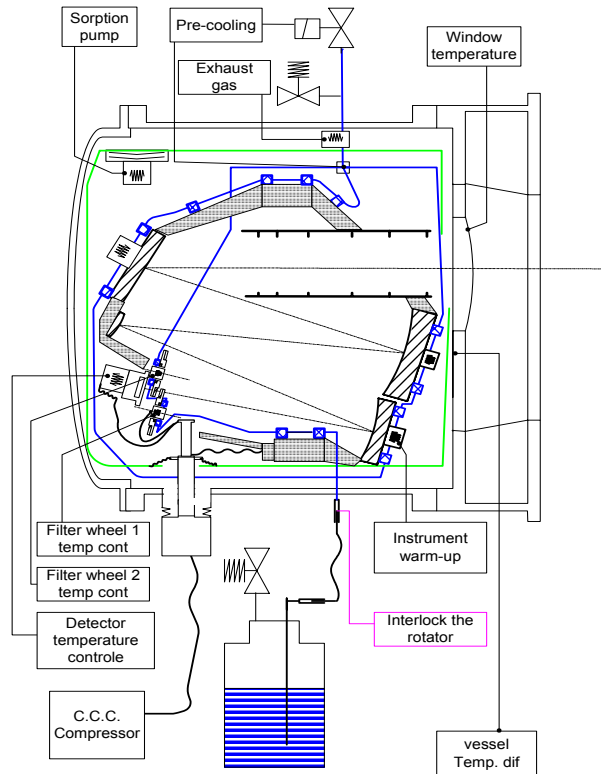 Sorption
pump
Pre-cooling
Exhaust
gas
Window
temperature
Filter wheel 1
temp cont
Filter wheel 2
temp cont
Detector
temperature
controle
Instrument
warm-up
Interlock the
rotator
C.C.C.
Compressor
vessel
Temp. dif